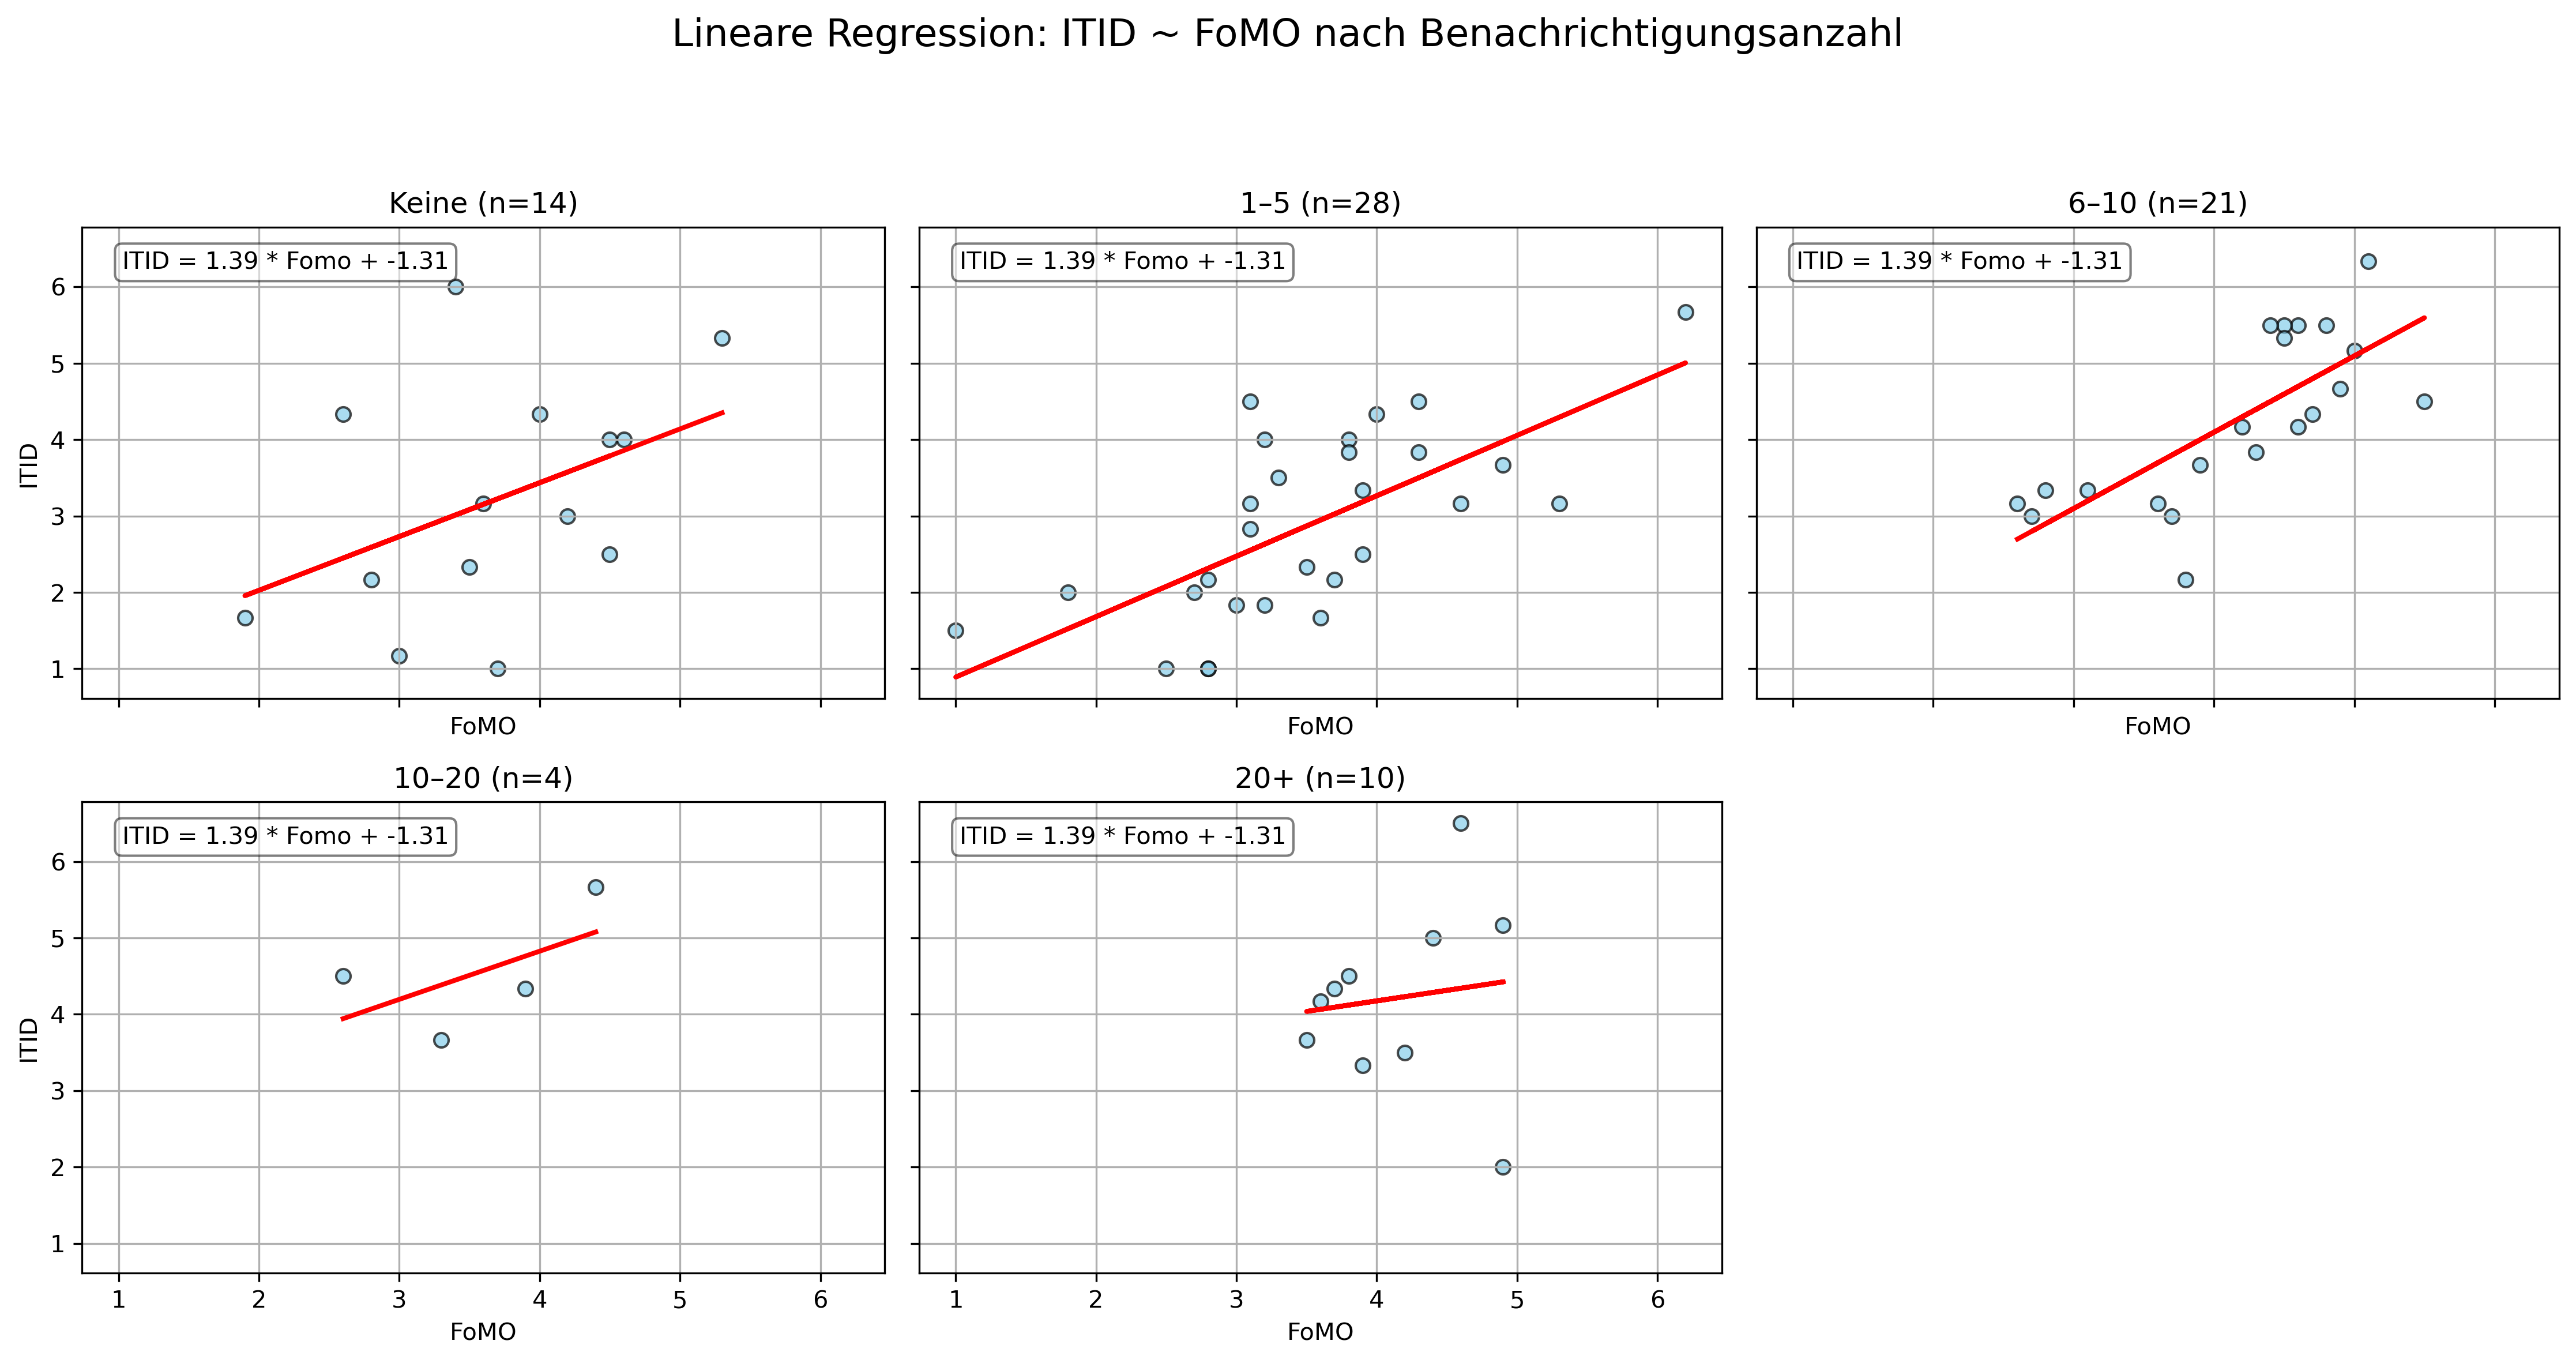 Lineare Regression: ITID ~ FoMO nach Benachrichtigungsanzahl
Keine (n=14)
ITID = 1.39 * Fomo + -1.31
6
5
4
3
2
1
ITID
FoMO
1–5 (n=28)
ITID = 1.39 * Fomo + -1.31
FoMO
6–10 (n=21)
ITID = 1.39 * Fomo + -1.31
FoMO
10–20 (n=4)
ITID = 1.39 * Fomo + -1.31
6
5
4
3
2
1
ITID
1 2 3 4 5 6
FoMO
20+ (n=10)
ITID = 1.39 * Fomo + -1.31
1 2 3 4 5 6
FoMO